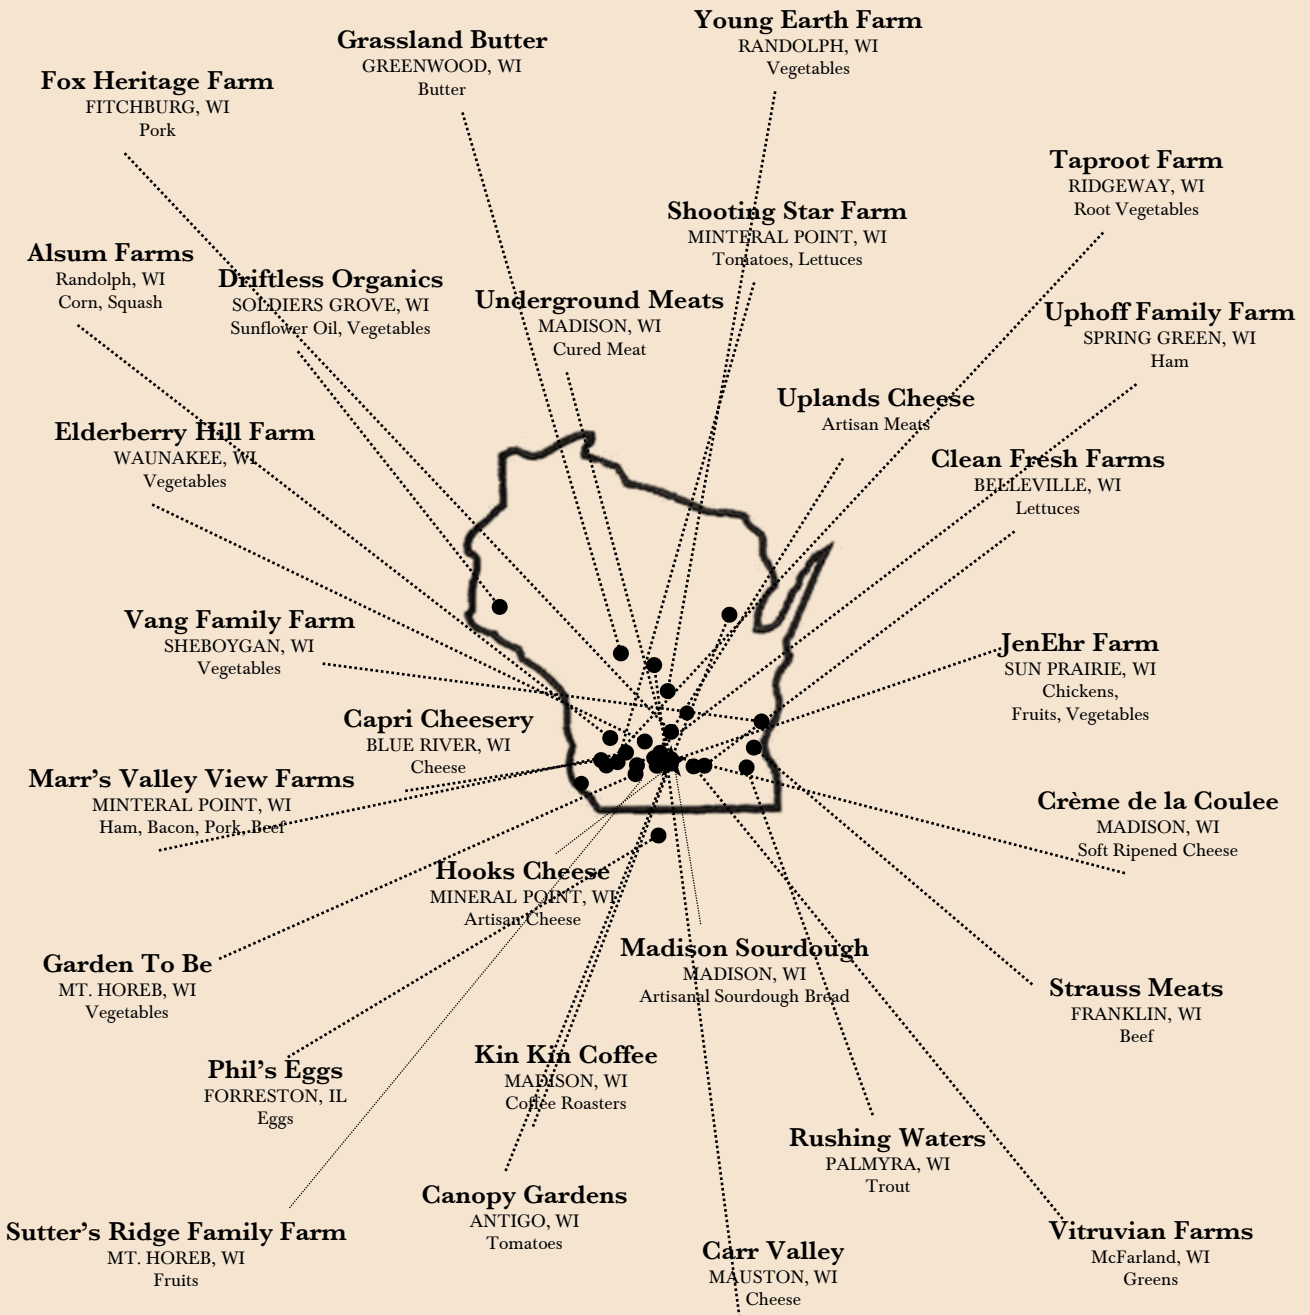 Young Earth Farm
RANDOLPH, WI
Vegetables
Grassland Butter
GREENWOOD, WI
Butter
Fox Heritage Farm
FITCHBURG, WI
Pork
Taproot Farm
RIDGEWAY, WI
Root Vegetables
Shooting Star Farm
MINTERAL POINT, WI
Tomatoes, Lettuces
Alsum Farms
Randolph, WI
Corn, Squash
Driftless Organics
SOLDIERS GROVE, WI
Sunflower Oil, Vegetables
Underground Meats
MADISON, WI
Cured Meat
Uphoff Family Farm
SPRING GREEN, WI
Ham
Uplands Cheese
Artisan Meats
Elderberry Hill Farm
WAUNAKEE, WI
Vegetables
Clean Fresh Farms
BELLEVILLE, WI
Lettuces
Vang Family Farm
SHEBOYGAN, WI
Vegetables
JenEhr Farm
SUN PRAIRIE, WI
Chickens,
Fruits, Vegetables
Capri Cheesery
BLUE RIVER, WI
Cheese
Marr's Valley View Farms
MINTERAL POINT, WI
Ham, Bacon, Pork, Beef
Crème de la Coulee
MADISON, WI
Soft Ripened Cheese
Hooks Cheese
MINERAL POINT, WI
Artisan Cheese
Madison Sourdough
MADISON, WI
Artisanal Sourdough Bread
Garden To Be
MT. HOREB, WI
Vegetables
Strauss Meats
FRANKLIN, WI
Beef
Phil's Eggs
FORRESTON, IL
Eggs
Kin Kin Coffee
MADISON, WI
Coffee Roasters
Rushing Waters
PALMYRA, WI
Trout
Canopy Gardens
ANTIGO, WI
Tomatoes
Sutter's Ridge Family Farm
MT. HOREB, WI
Fruits
Carr Valley
MAUSTON, WI
Cheese
Vitruvian Farms
McFarland, WI
Greens